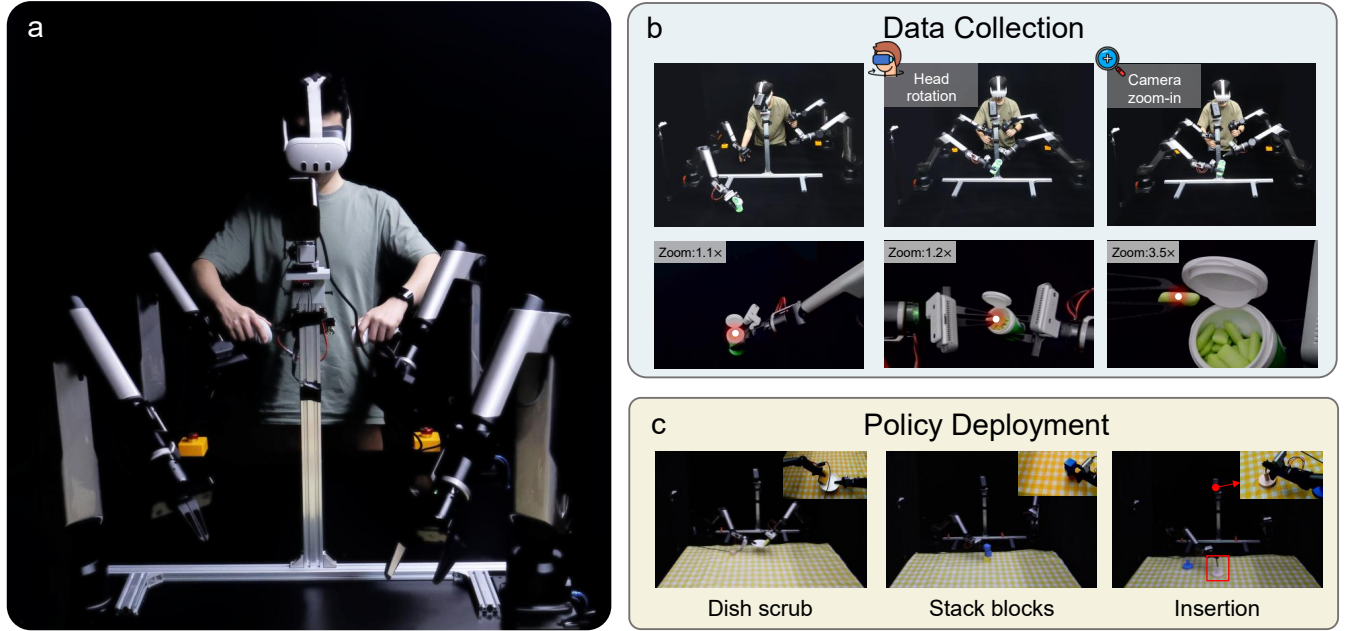 a
b
Data Collection
Head
rotation
Camera
zoom-in
Zoom:1.1×
Zoom:1.2×
Zoom:3.5×
c
Policy Deployment
Dish scrub
Stack blocks
Insertion